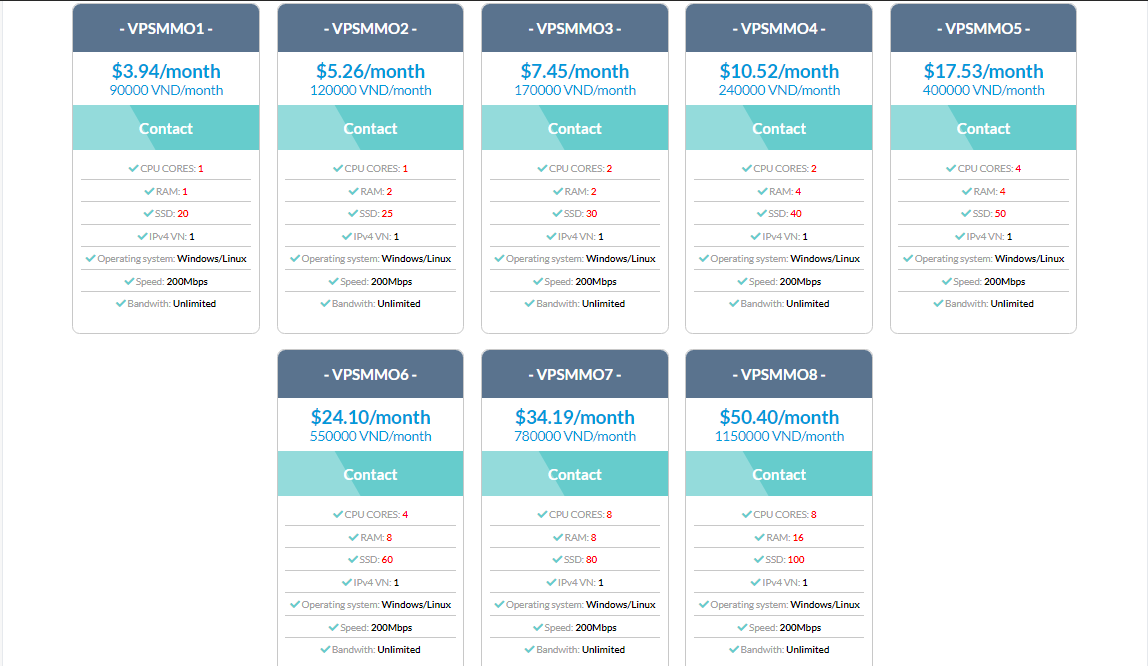 - VPSMMO1 -
$3.94/month
90000 VND/month
Contact
CPU CORES: 1
RAM: 1
SSD: 20
IPv4 VN: 1
Operating system: Windows/Linux
Speed: 200Mbps
Bandwith: Unlimited
- VPSMMO2 -
$5.26/month
120000 VND/month
Contact
CPU CORES: 1
RAM: 2
SSD: 25
IPv4 VN: 1
Operating system: Windows/Linux
Speed: 200Mbps
Bandwith: Unlimited
- VPSMMO3 -
$7.45/month
170000 VND/month
Contact
CPU CORES: 2
RAM: 2
SSD: 30
IPv4 VN: 1
Operating system: Windows/Linux
Speed: 200Mbps
Bandwith: Unlimited
- VPSMMO4 -
$10.52/month
240000 VND/month
Contact
CPU CORES: 2
RAM: 4
SSD: 40
IPv4 VN: 1
Operating system: Windows/Linux
Speed: 200Mbps
Bandwith: Unlimited
- VPSMMO5 -
$17.53/month
400000 VND/month
Contact
CPU CORES: 4
RAM: 4
SSD: 50
IPv4 VN: 1
Operating system: Windows/Linux
Speed: 200Mbps
Bandwith: Unlimited
- VPSMMO6 -
$24.10/month
550000 VND/month
Contact
CPU CORES: 4
RAM: 8
SSD: 60
IPv4 VN: 1
Operating system: Windows/Linux
Speed: 200Mbps
Bandwith: Unlimited
- VPSMMO7 -
$34.19/month
780000 VND/month
Contact
CPU CORES: 8
RAM: 8
SSD: 80
IPv4 VN: 1
Operating system: Windows/Linux
Speed: 200Mbps
Bandwith: Unlimited
- VPSMMO8 -
$50.40/month
1150000 VND/month
Contact
CPU CORES: 8
RAM: 16
SSD: 100
IPv4 VN: 1
Operating system: Windows/Linux
Speed: 200Mbps
Bandwith: Unlimited